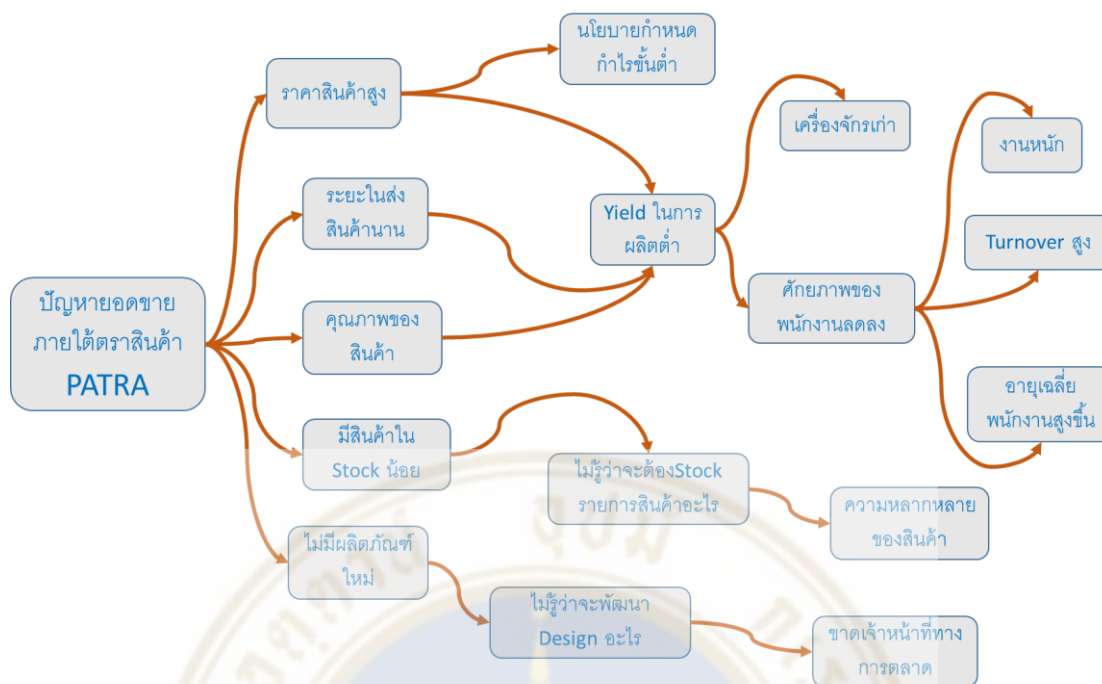 นโยบายกำหนด
กำไรขั้นต่ำ
ราคาสินค้าสูง
เครื่องจักรเก่า
งานหนัก
ระยะในส่ง
สินค้านาน
Yield ในการ
ผลิตต่ำ
Turnover สูง
ปัญหายอดขาย
ภายใต้ตราสินค้า
PATRA
ศักยภาพของ
พนักงานลดลง
คุณภาพของ
สินค้า
อายุเฉลี่ย
พนักงานสูงขึ้น
มีสินค้าใน
Stock น้อย
ไม่รู้ว่าจะต้องStock
รายการสินค้าอะไร
ความหลากหลาย
ของสินค้า
ไม่มีผลิตภัณฑ์
ใหม่
ไม่รู้ว่าจะพัฒนา
Design อะไร
ขาดเจ้าหน้าที่ทาง
การตลาด